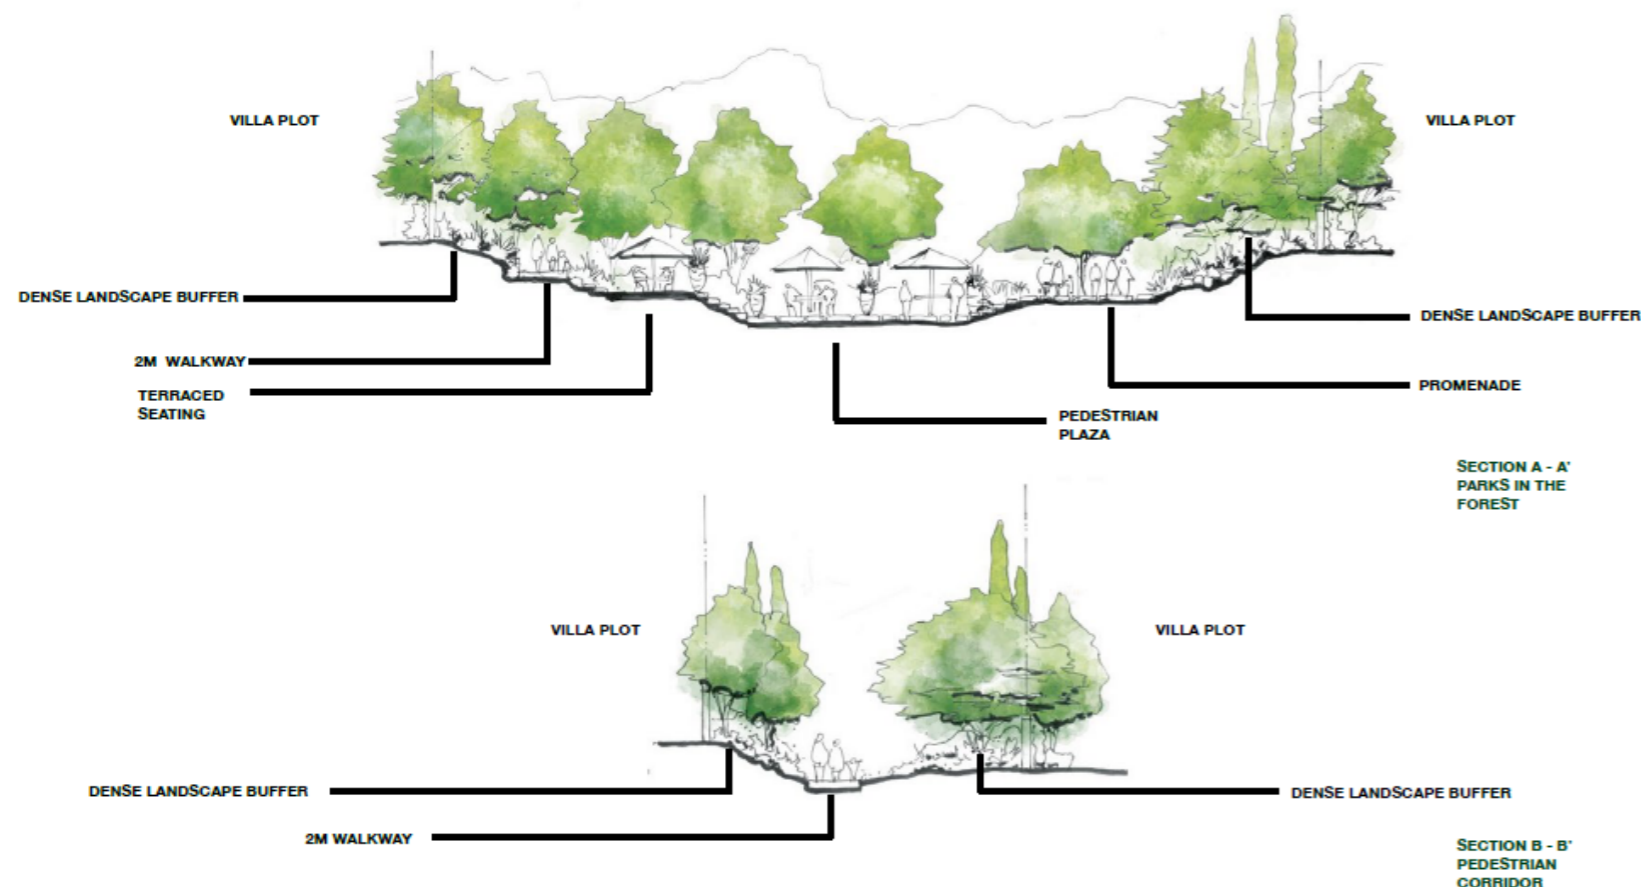 VILLA PLOT
VILLA PLOT
DENSE LANDSCAPE BUFFER
DENSE LANDSCAPE BUFFER
2M WALKWAY
PROMENADE
TERRACED
SEATING
PEDESTRIAN
PLAZA
SECTION A - A'
PARKS IN THE
FOREST
VILLA PLOT
VILLA PLOT
DENSE LANDSCAPE BUFFER
DENSE LANDSCAPE BUFFER
2M WALKWAY
SECTION B - B'
PEDESTRIAN
CORRIDOR